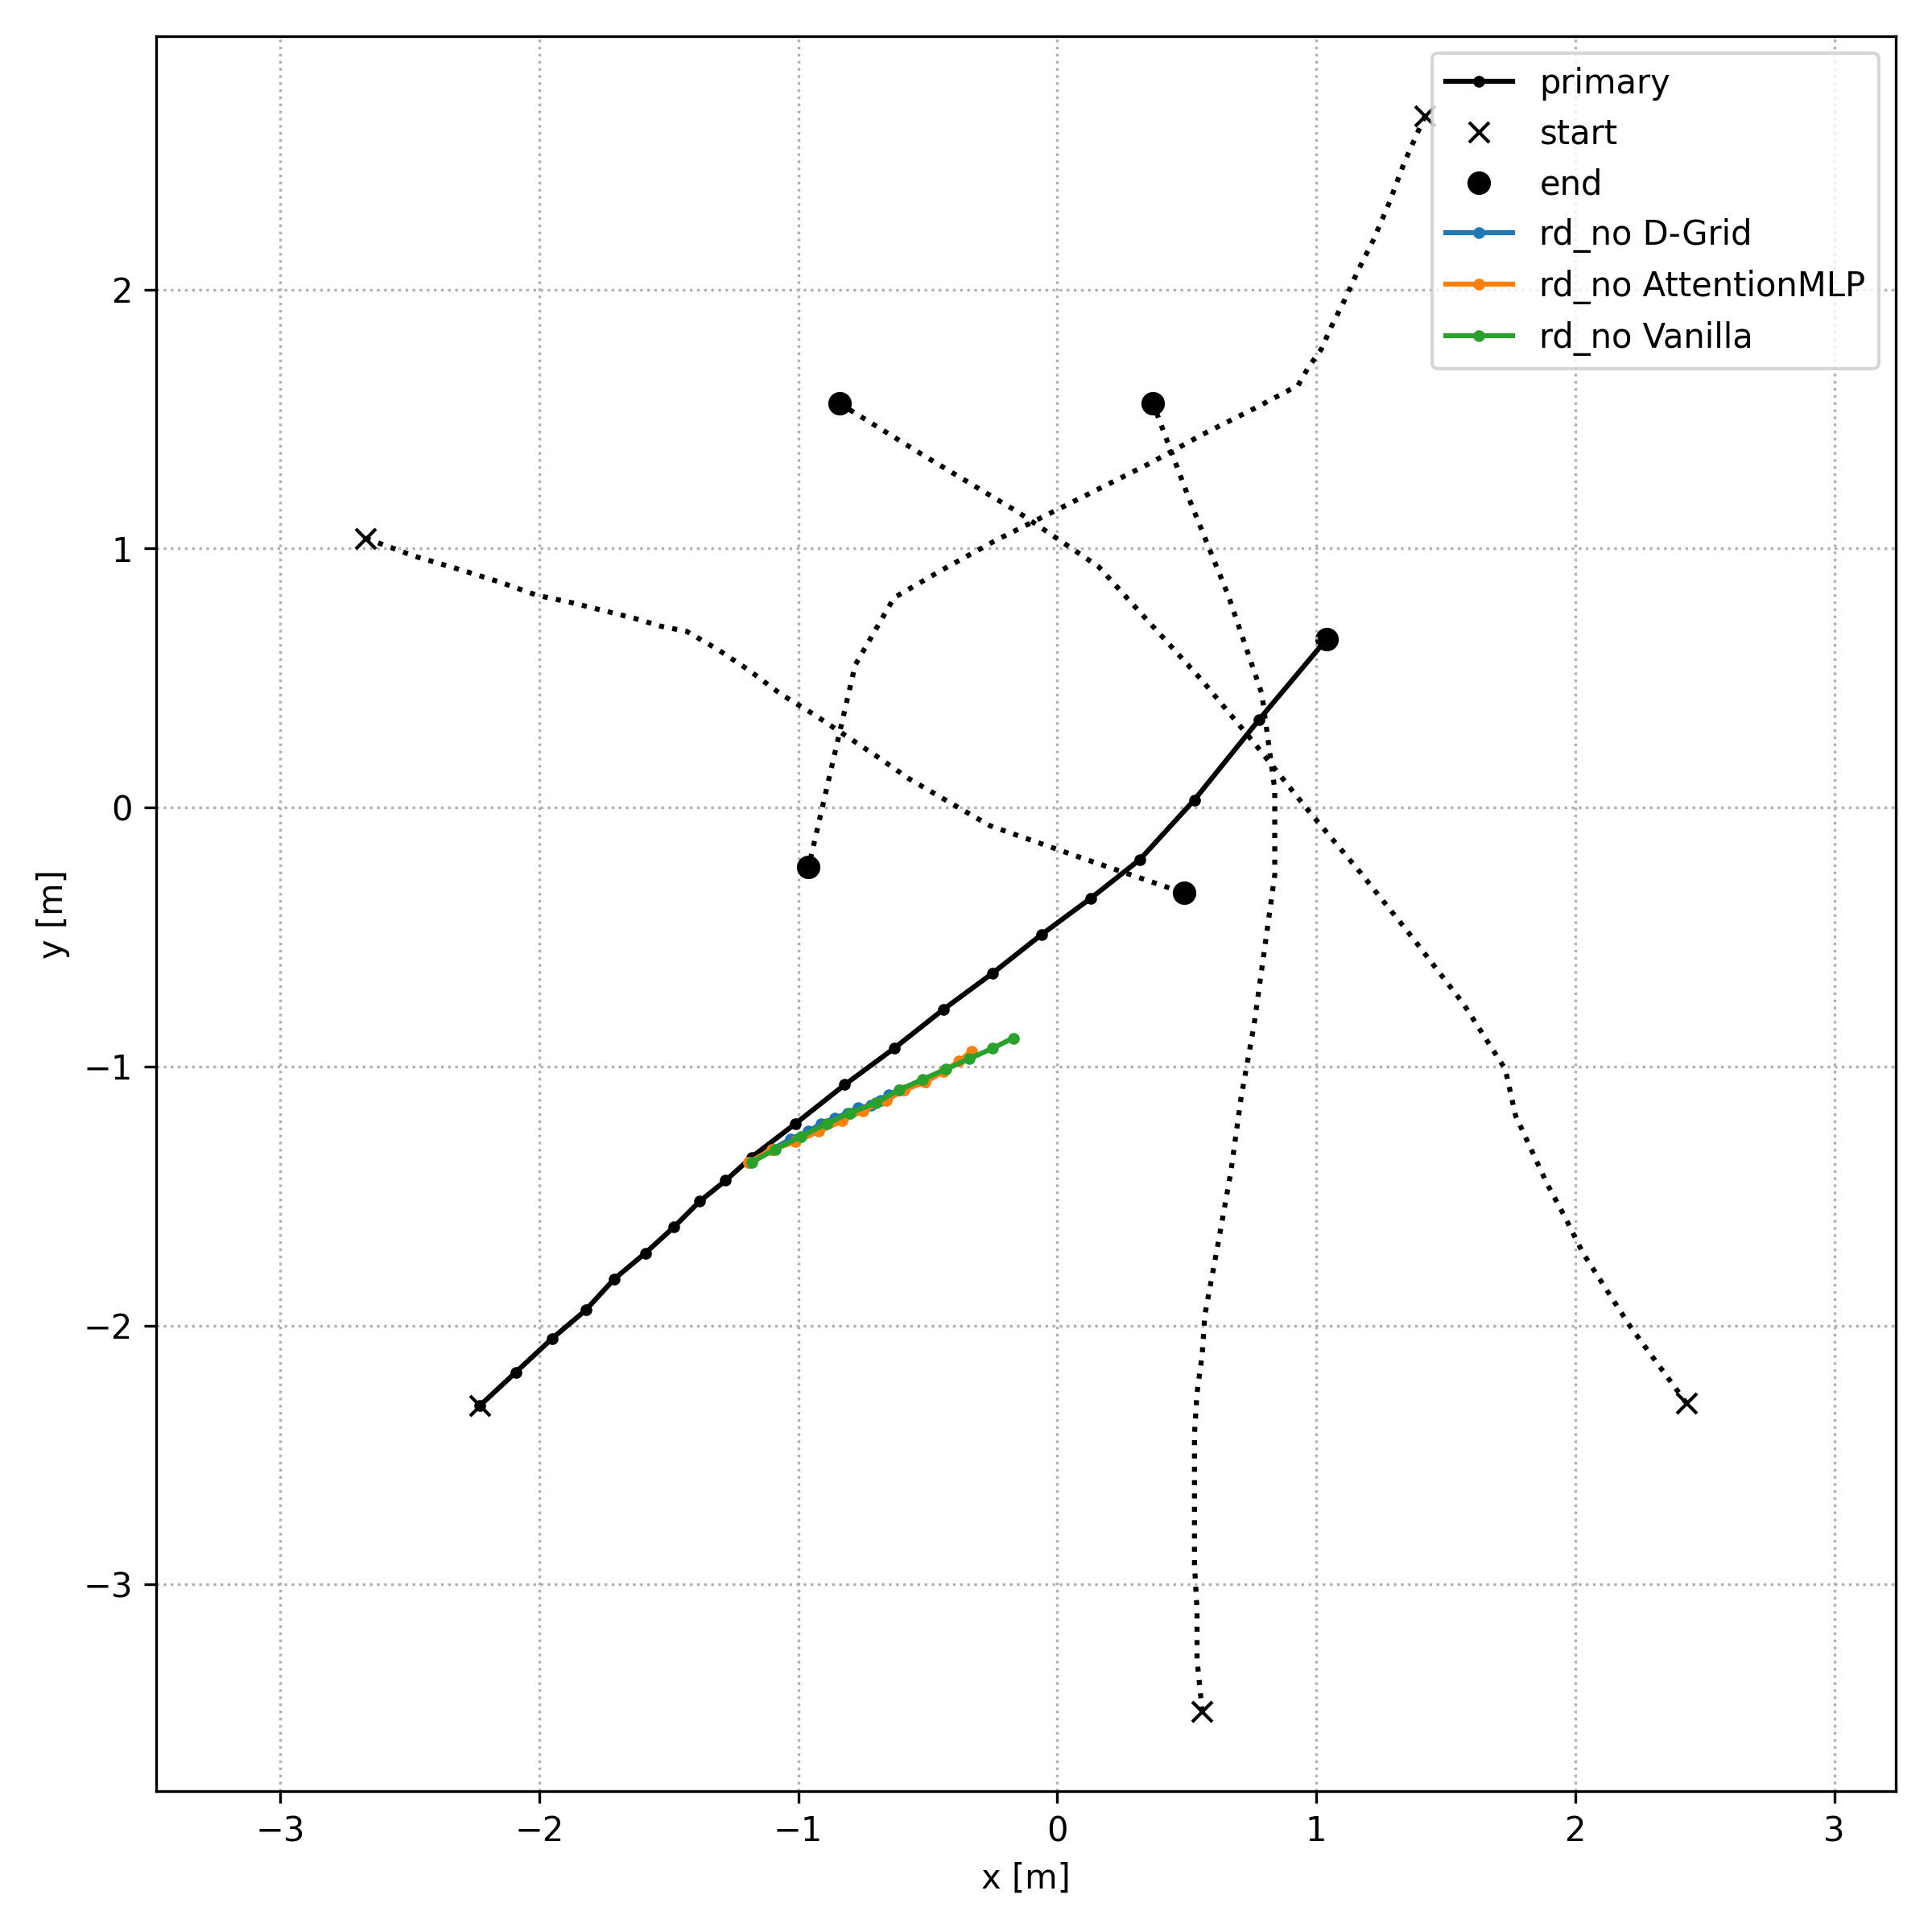 primary
start
end
rd_no D-Grid
rd_no AttentionMLP
rd_no Vanilla
2
1
0
−1
−2
−3
y [m]
−3 −2 −1 0 1 2 3
x [m]